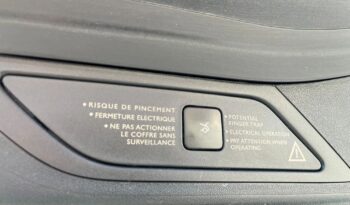 • RISQUE DE PINCEMENT
• FERMETURE ELECTRIQUE
• NE PAS ACTIONNER
LE COFFRE SANS
SURVEILLANCE
• POTENTIAL
FINGER TRAP
• ELECTRICAL OPERATION
• PAY ATTENTION WHEN
OPERATING